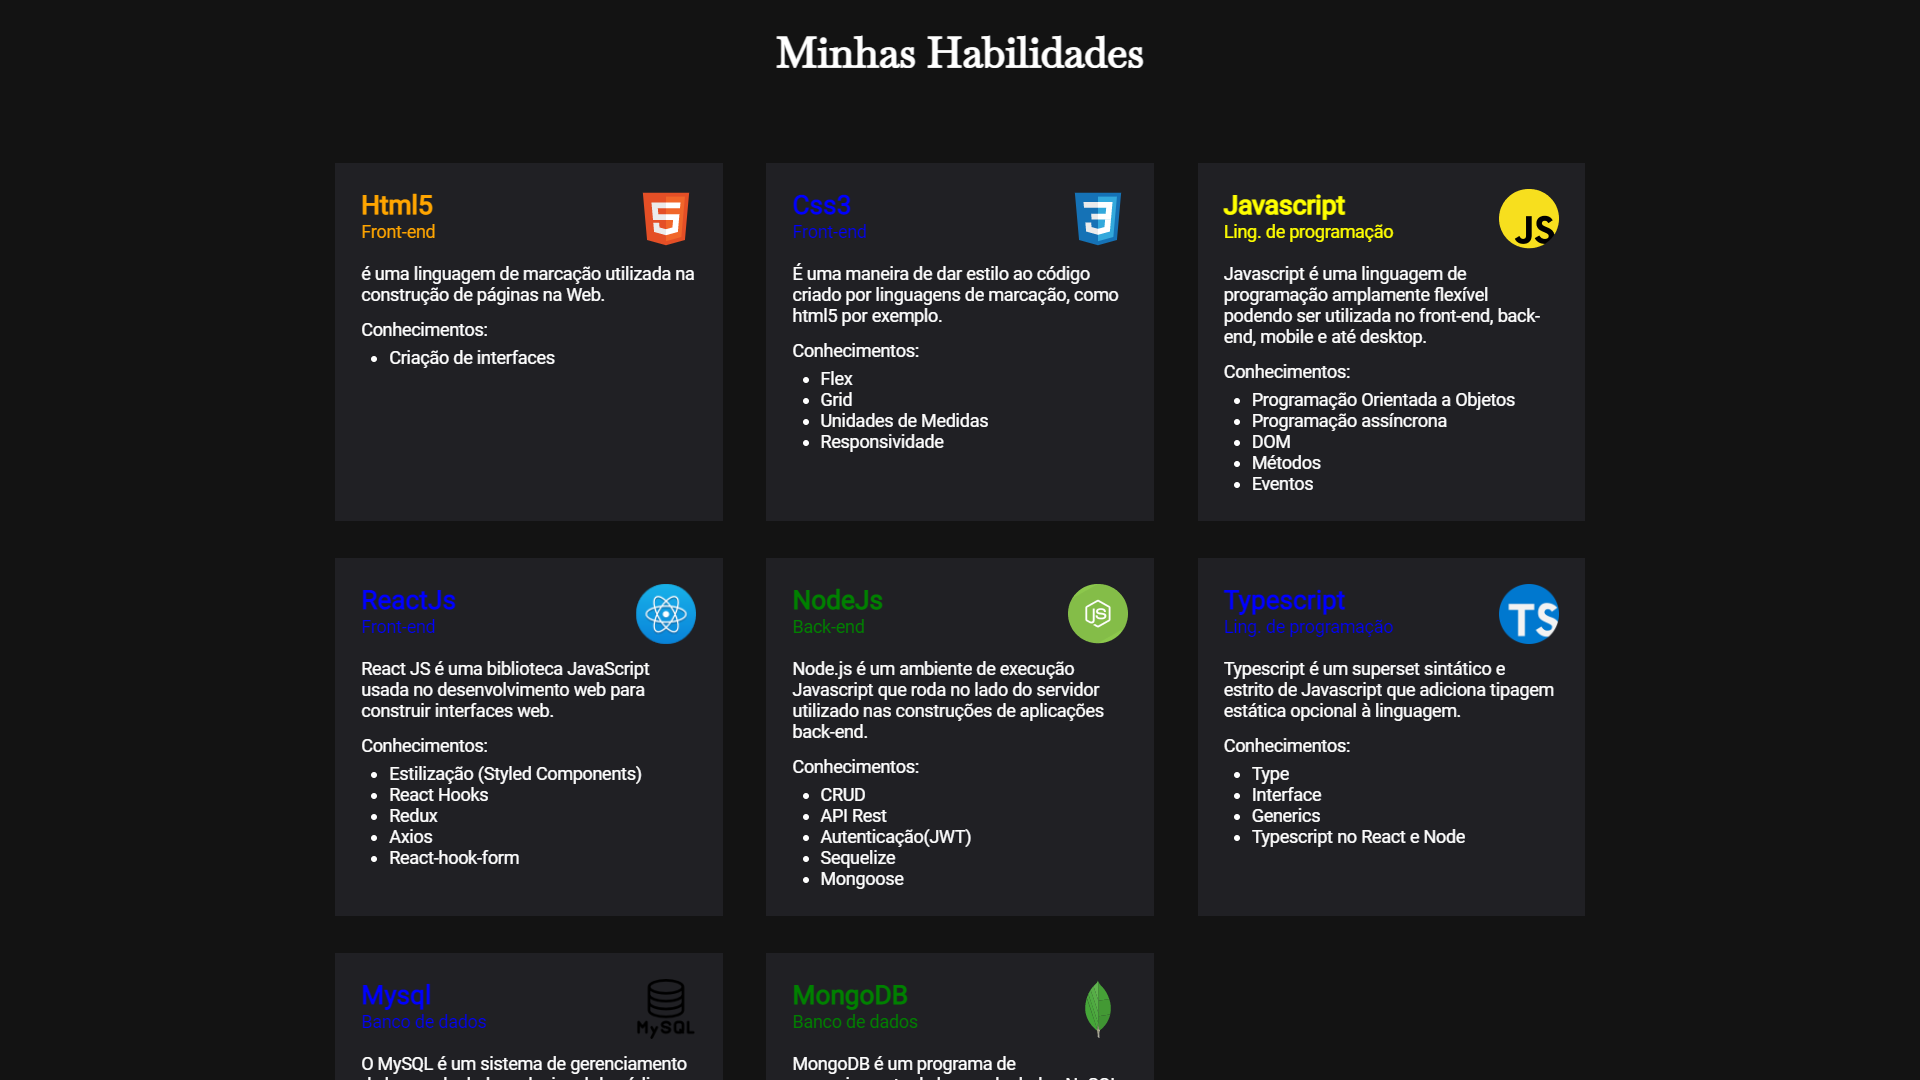 Minhas Habilidades
Html5
Front-end
é uma linguagem de marcação utilizada na
construção de páginas na Web.
Conhecimentos:
Criação de interfaces
Css3
Front-end
É uma maneira de dar estilo ao código
criado por linguagens de marcação, como
html5 por exemplo.
Conhecimentos:
Flex
Grid
Unidades de Medidas
Responsividade
Javascript
Ling. de programação
JS
Javascript é uma linguagem de
programação amplamente flexível
podendo ser utilizada no front-end, back-
end, mobile e até desktop.
Conhecimentos:
Programação Orientada a Objetos
Programação assíncrona
DOM
Métodos
Eventos
ReactJs
Front-end
React JS é uma biblioteca JavaScript
usada no desenvolvimento web para
construir interfaces web.
Conhecimentos:
Estilização (Styled Components)
React Hooks
Redux
Axios
React-hook-form
NodeJs
Back-end
JS
Node.js é um ambiente de execução
Javascript que roda no lado do servidor
utilizado nas construções de aplicações
back-end.
Conhecimentos:
CRUD
API Rest
Autenticação(JWT)
Sequelize
Mongoose
Typescript
Ling. de programação
TS
Typescript é um superset sintático e
estrito de Javascript que adiciona tipagem
estática opcional à linguagem.
Conhecimentos:
Type
Interface
Generics
Typescript no React e Node
Mysql
Banco de dados
MySQL
O MySQL é um sistema de gerenciamento
MongoDB
Banco de dados
MongoDB é um programa de